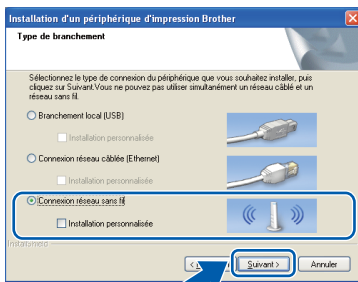 Installation d'un périphérique d'impression Brother
Type de branchement
Sélectionnez le type de connexion du périphérique que vous souhaitez installer, puis
cliquez sur Suivant.Vous ne pouvez pas utiliser simultanément un réseau câblé et un
réseau sans fil.
Branchement local (USB)
Installation personnalisée
Connexion réseau câblée (Ethernet)
Installation personnalisée
Connexion réseau sans fil
Installation personnalisée
InstallShield
Suivant > Annuler